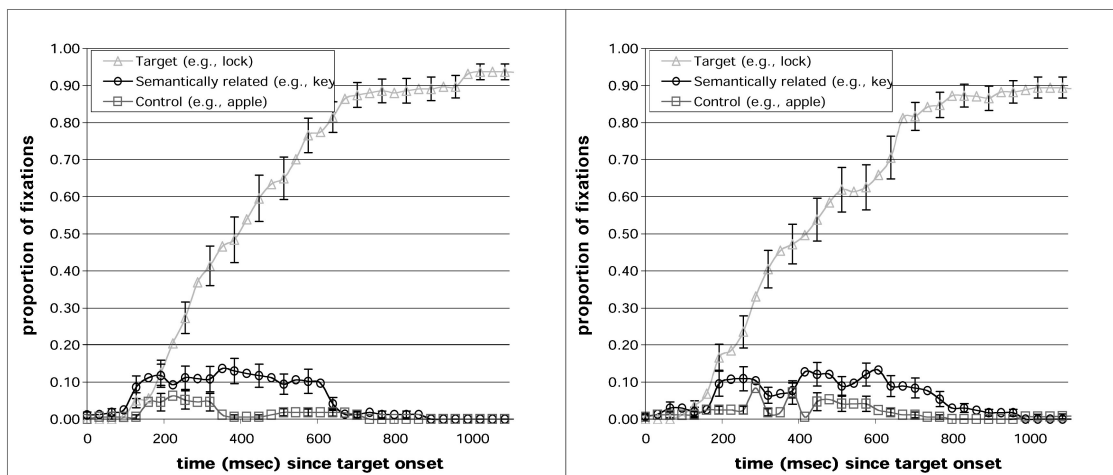 1.00
0.90
0.80
0.70
0.60
0.50
0.40
0.30
0.20
0.10
0.00
proportion of fixations
Target (e.g., lock)
Semantically related (e.g., key
Control (e.g., apple)
0 200 400 600 800 1000
time (msec) since target onset
1.00
0.90
0.80
0.70
0.60
0.50
0.40
0.30
0.20
0.10
0.00
proportion of fixations
Target (e.g., lock)
Semantically related (e.g., key
Control (e.g., apple)
0 200 400 600 800 1000
time (msec) since target onset